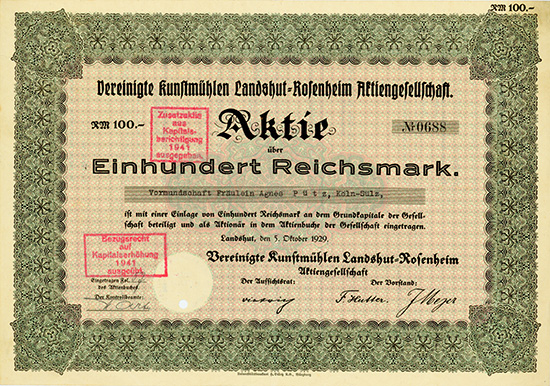 RM 100.-
Vereinigte Kunstmühlen Landshut-Rosenheim Aktiengesellschaft.
Zusatzaktie
aus
Kapitals-
berichtigung
1941
ausgegeben.
RM 100.-
Aktie
№ 0688
über
Einhundert Reichsmark.
Vormundschaft Fräulein Agnes Pütz, Köln-Sülz,
ist mit einer Einlage von Einhundert Reichsmark an dem Grundkapitale der Gesell-
schaft beteiligt und als Aktionär in dem Aktienbuche der Gesellschaft eingetragen.
Landshut, den 5. Oktober 1929.
Bezugsrecht
auf
Kapitalserhöhung
1941
ausgeübt
Vereinigte Kunstmühlen Landshut-Rosenheim
Aktiengesellschaft
Eingetragen Fol.
des Aktienbuches.
Der Kontrollbeamte:
Der Aufsichtsrat:
Der Vorstand:
F. Hutter.
J. Moyer